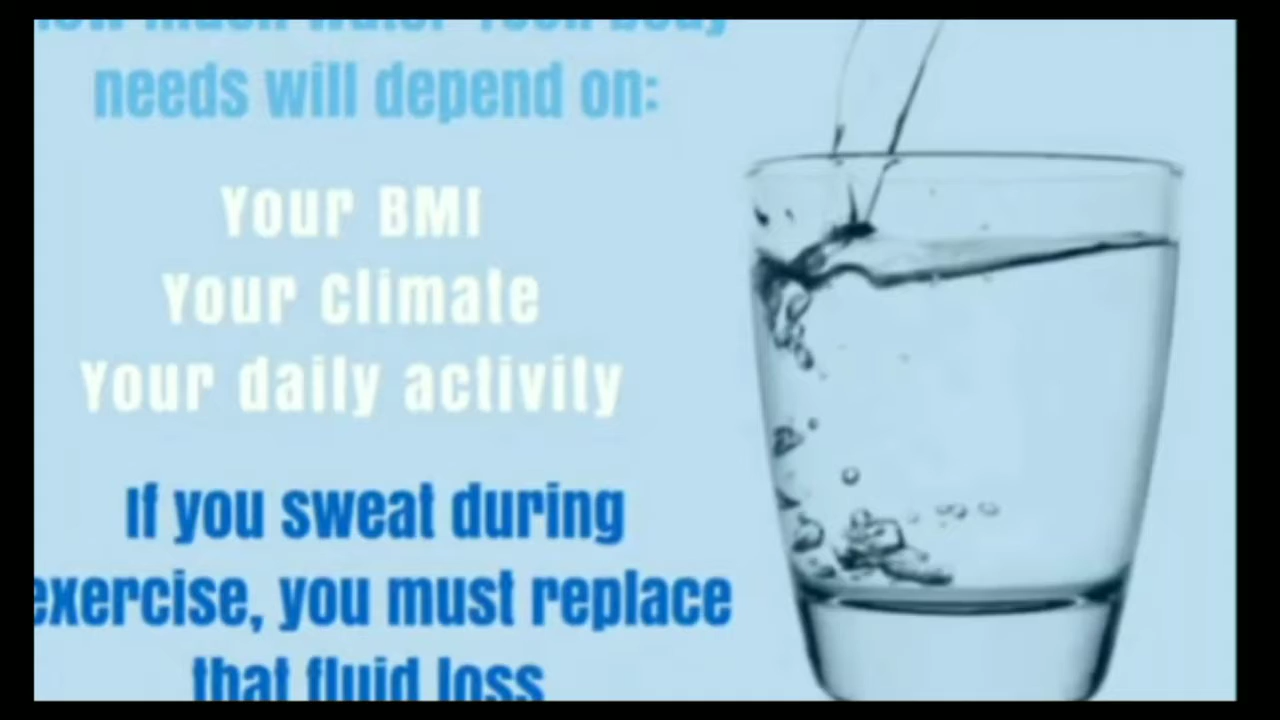 needs will depend on:
Your BMI
Your Climate
Your daily activity
If you sweat during
exercise, you must replace
that fluid loss